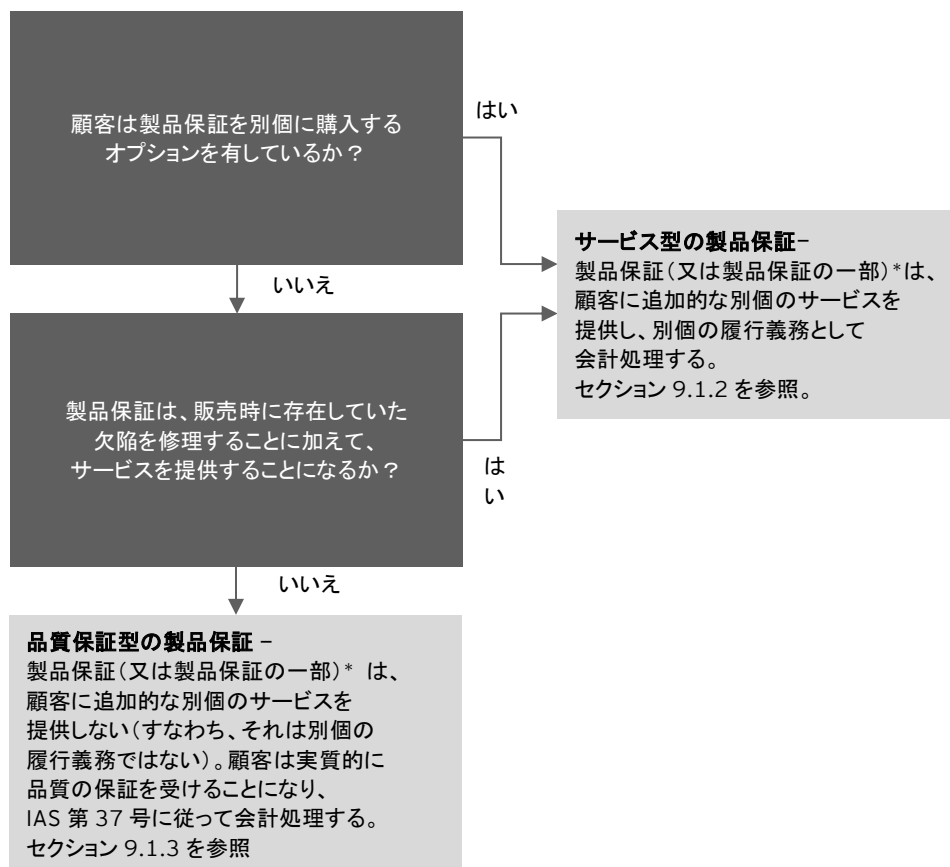 顧客は製品保証を別個に購入する
オプションを有しているか?
はい
いいえ
サービス型の製品保証–
製品保証(又は製品保証の一部)*は、
顧客に追加的な別個のサービスを
提供し、別個の履行義務として
会計処理する。
セクション 9.1.2 を参照。
製品保証は、販売時に存在していた
欠陥を修理することに加えて、
サービスを提供することになるか?
は
い
いいえ
品質保証型の製品保証 –
製品保証(又は製品保証の一部)* は、
顧客に追加的な別個のサービスを
提供しない(すなわち、それは別個の
履行義務ではない)。顧客は実質的に
品質の保証を受けることになり、
IAS 第 37 号に従って会計処理する。
セクション 9.1.3 を参照